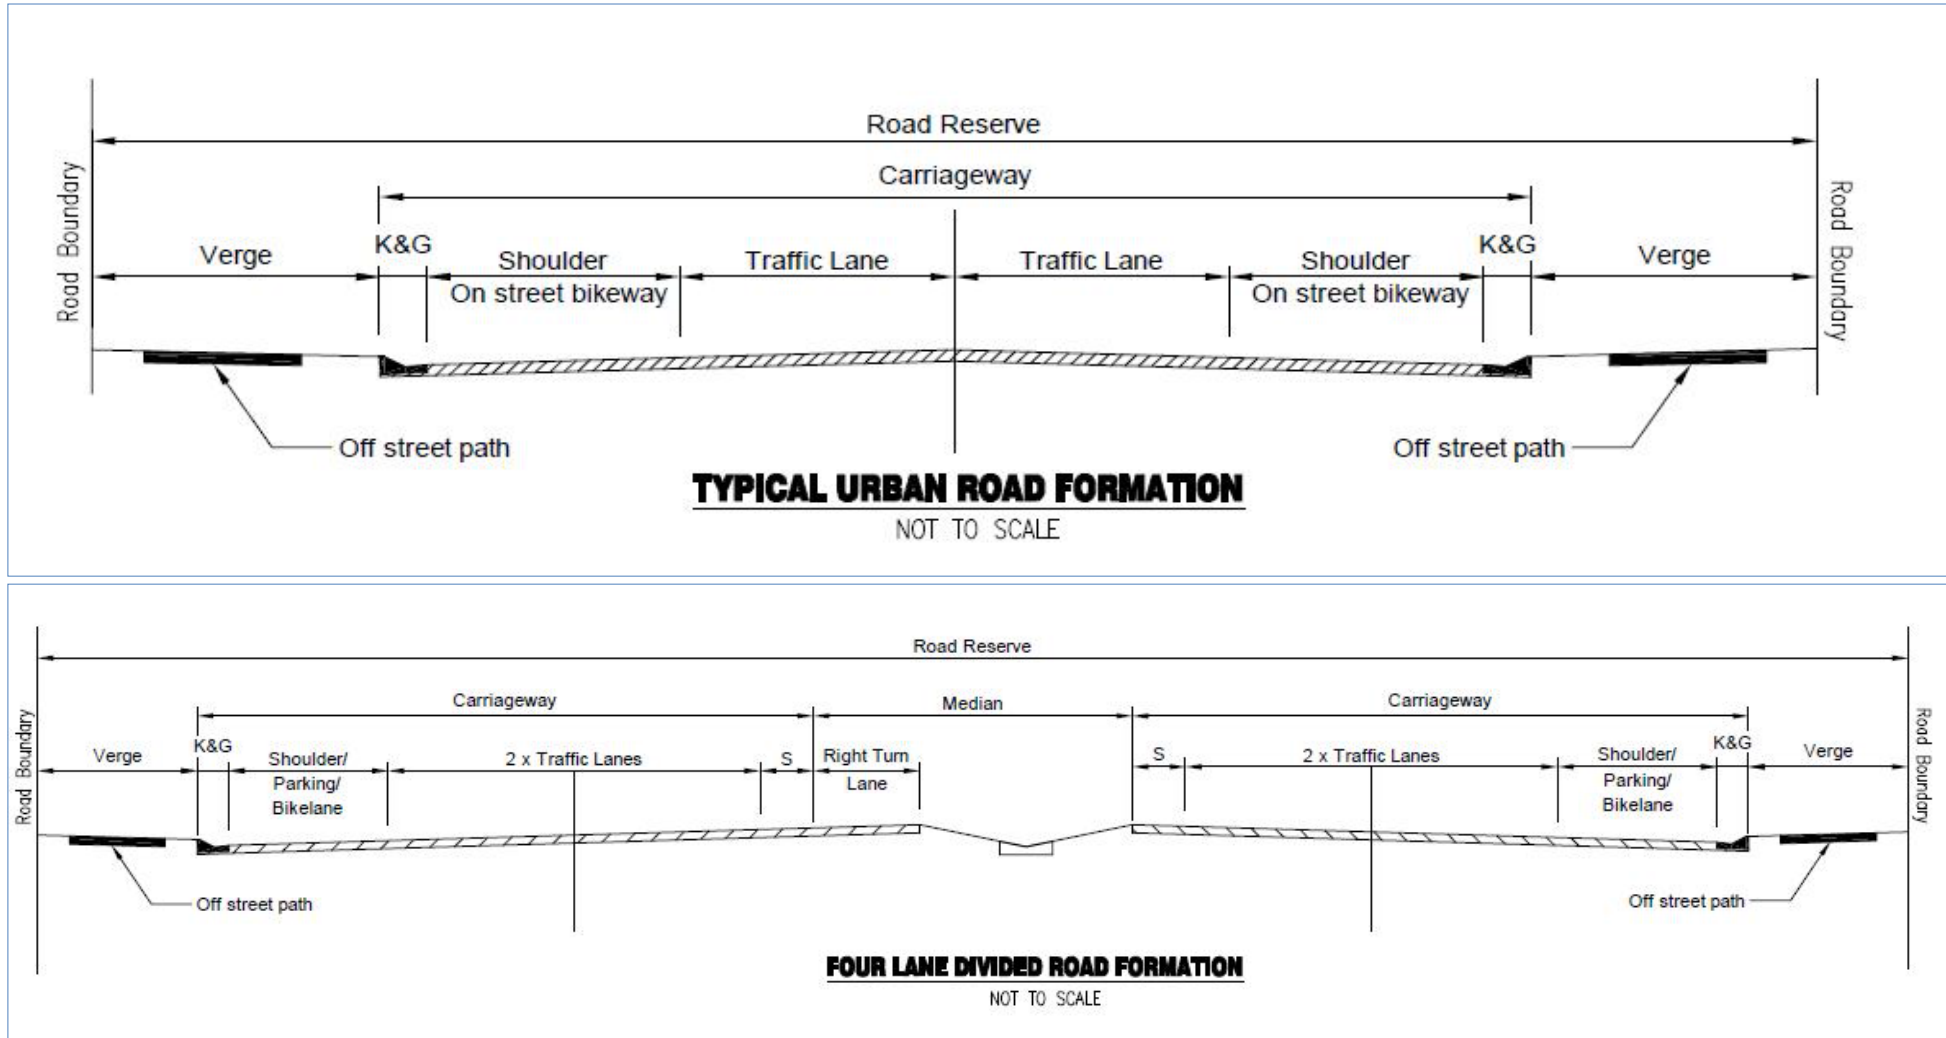 Road Reserve
Carriageway
Road Boundary
Verge
K&G
Shoulder
On street bikeway
Traffic Lane
Traffic Lane
Shoulder
On street bikeway
K&G
Verge
Road Boundary
Off street path
Off street path
TYPICAL URBAN ROAD FORMATION
NOT TO SCALE
Road Reserve
Carriageway
Median
Carriageway
Road Boundary
Verge
K&G
Shoulder/
Parking/
Bikelane
2 x Traffic Lanes
S
Right Turn
Lane
S
2 x Traffic Lanes
Shoulder/
Parking/
Bikelane
K&G
Verge
Road Boundary
Off street path
Off street path
FOUR LANE DIVIDED ROAD FORMATION
NOT TO SCALE